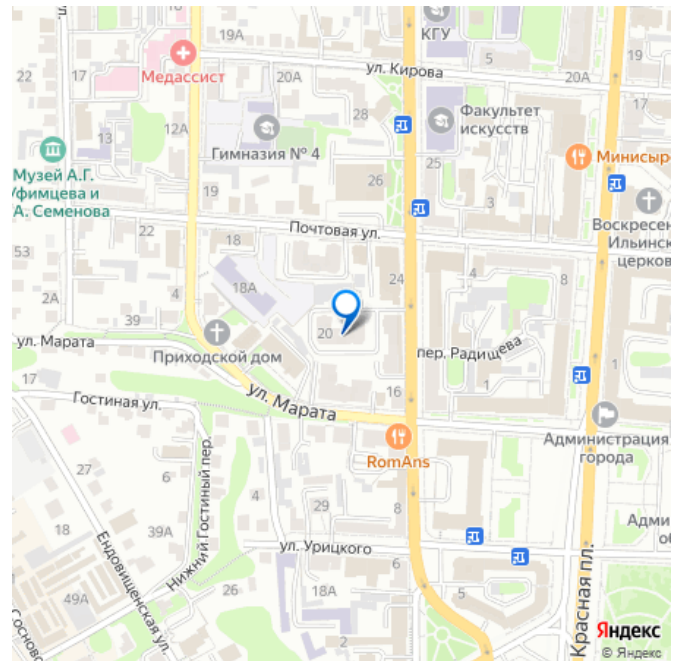 19А
КГУ
5
ул. Кирова
22
17
Медассист
20А
20А
28
Факультет
искусств
13
12А
Гимназия № 4
25
Минисыр
Музей А.Г.
Уфимцева и
А. Семенова
19
26
3
Воскресен
Ильинск
церков
Почтовая ул.
22
18
53
4
18А
24
8
2А
39
20
ул. Марата
Приходской дом
пер. Радищева
1
1
17
Гостиная ул.
ул. Марата
16
RomAns
Администрация
города
27
6
Нижний Гостиный пер.
4
29
8
18
39А
Адми
об
ул. Урицкого
Ендовищенская ул.
49А
26
18А
6
5
2
Красная пл.
Сосново
Яндекс
© Яндекс